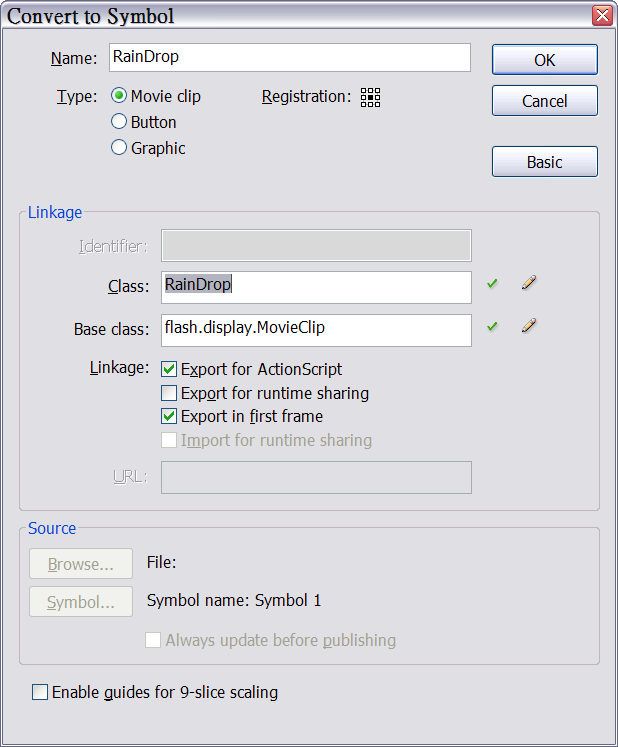 Convert to Symbol
Name: RainDrop
OK
Type: Movie clip
Registration:
Cancel
Button
Graphic
Basic
Linkage
Identifier:
Class: RainDrop
Base class: flash.display.MovieClip
Linkage: Export for ActionScript
Export for runtime sharing
Export in first frame
Import for runtime sharing
URL:
Source
Browse... File:
Symbol... Symbol name: Symbol 1
Always update before publishing
Enable guides for 9-slice scaling